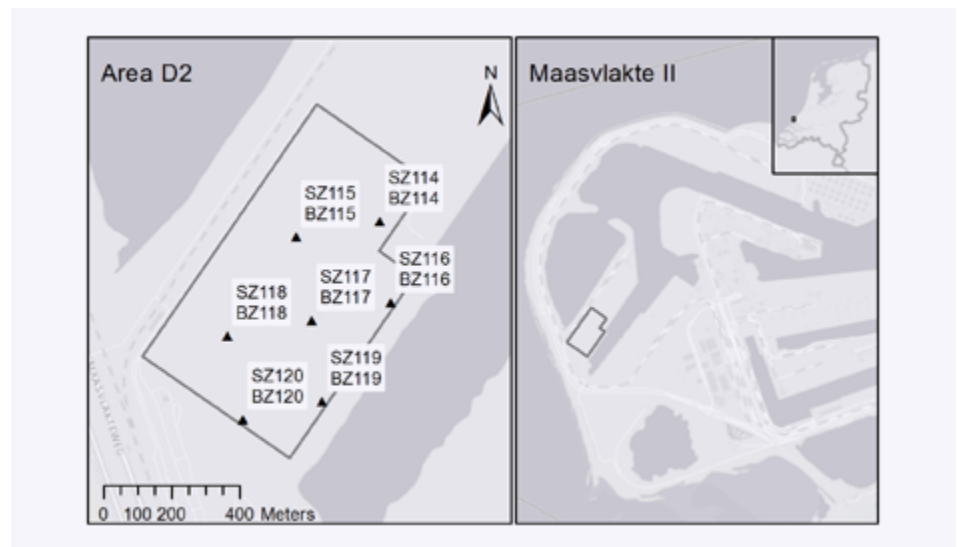 Area D2
N
SZ114
BZ114
SZ115
BZ115
SZ116
BZ116
SZ117
BZ117
SZ118
BZ118
SZ119
BZ119
SZ120
BZ120
MAASVLAKTEWEG
0 100 200 400 Meters
Maasvlakte II